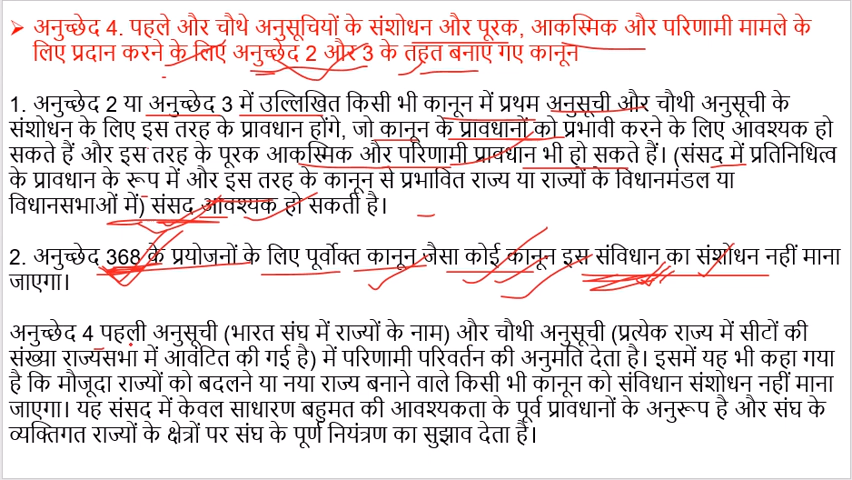 ➢ अनुच्छेद 4. पहले और चौथे अनुसूचियों के संशोधन और पूरक, आकस्मिक और परिणामी मामले के
लिए प्रदान करने के लिए अनुच्छेद 2 और 3 के तहत बनाए गए कानून
1. अनुच्छेद 2 या अनुच्छेद 3 में उल्लिखित किसी भी कानून में प्रथम अनुसूची और चौथी अनुसूची के
संशोधन के लिए इस तरह के प्रावधान होंगे, जो कानून के प्रावधानों को प्रभावी करने के लिए आवश्यक हो
सकते हैं और इस तरह के पूरक आकस्मिक और परिणामी प्रावधान भी हो सकते हैं। (संसद में प्रतिनिधित्व
के प्रावधान के रूप में और इस तरह के कानून से प्रभावित राज्य या राज्यों के विधानमंडल या
विधानसभाओं में) संसद आवश्यक हो सकती है।
2. अनुच्छेद 368 के प्रयोजनों के लिए पूर्वोक्त कानून जैसा कोई कानून इस संविधान का संशोधन नहीं माना
जाएगा।
अनुच्छेद 4 पहली अनुसूची (भारत संघ में राज्यों के नाम) और चौथी अनुसूची (प्रत्येक राज्य में सीटों की
संख्या राज्यसभा में आवंटित की गई है) में परिणामी परिवर्तन की अनुमति देता है। इसमें यह भी कहा गया
है कि मौजूदा राज्यों को बदलने या नया राज्य बनाने वाले किसी भी कानून को संविधान संशोधन नहीं माना
जाएगा। यह संसद में केवल साधारण बहुमत की आवश्यकता के पूर्व प्रावधानों के अनुरूप है और संघ के
व्यक्तिगत राज्यों के क्षेत्रों पर संघ के पूर्ण नियंत्रण का सुझाव देता है।